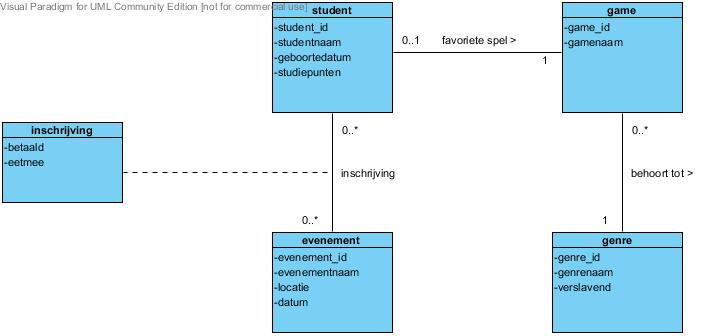 Visual Paradigm for UML Community Edition [not for commercial use]
student
-student_id
-studentnaam
-geboortedatum
-studiepunten
0..1
favoriete spel >
1
game
-game_id
-gamenaam
inschrijving
-betaald
-eetmee
0..*
inschrijving
0..*
0..*
behoort tot >
1
evenement
-evenement_id
-evenementnaam
-locatie
-datum
genre
-genre_id
-genrenaam
-verslavend